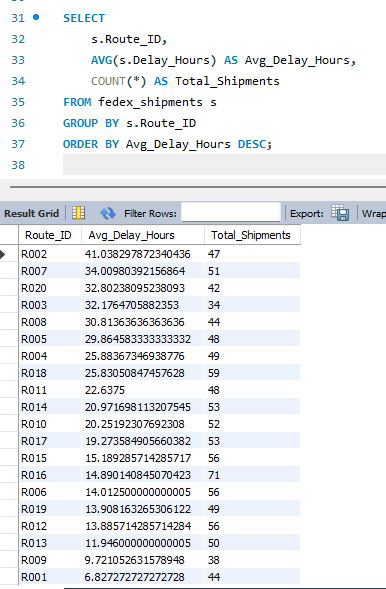 31 SELECT
32 s.Route_ID,
33 AVG(s.Delay_Hours) AS Avg_Delay_Hours,
34 COUNT(*) AS Total_Shipments
35 FROM fedex_shipments s
36 GROUP BY s.Route_ID
37 ORDER BY Avg_Delay_Hours DESC;
38
Result Grid Filter Rows: Export: Wrap
Route_ID Avg_Delay_Hours Total_Shipments
R002 41.038297872340436 47
R007 34.00980392156864 51
R020 32.80238095238093 42
R003 32.1764705882353 34
R008 30.81363636363636 44
R005 29.864583333333332 48
R004 25.88367346938776 49
R018 25.83050847457628 59
R011 22.6375 48
R014 20.971698113207545 53
R010 20.25192307692308 52
R017 19.273584905660382 53
R015 15.189285714285717 56
R016 14.890140845070423 71
R006 14.012500000000005 56
R019 13.908163265306122 49
R012 13.885714285714284 56
R013 11.946000000000005 50
R009 9.721052631578948 38
R001 6.827272727272728 44